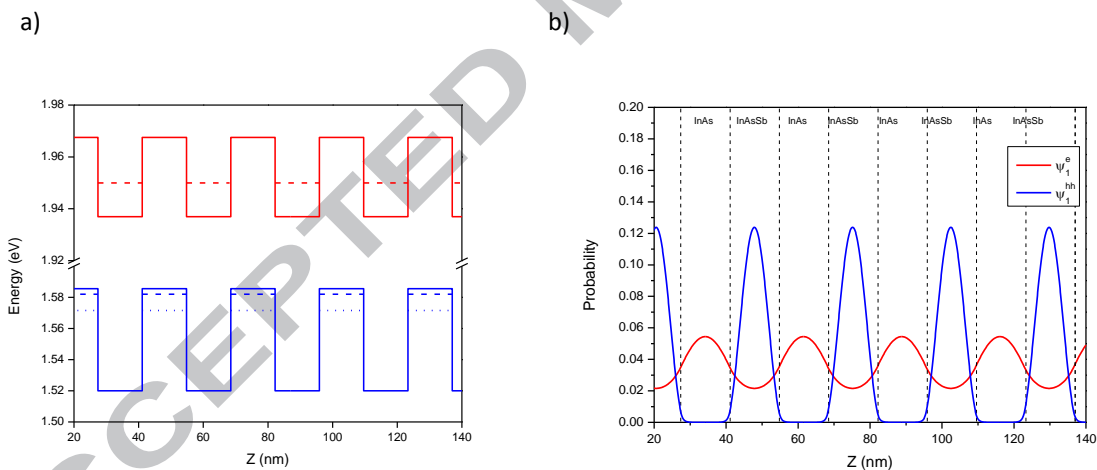 a)
b)
CCEPTED M
1.98
1.96
1.94
1.92
1.58
1.56
1.54
1.52
1.50
Energy (eV)
20 40 60 80 100 120 140
Z (nm)
0.20
0.18
0.16
0.14
0.12
0.10
0.08
0.06
0.04
0.02
0.00
Probability
InAs InAsSb InAs InAsSb InAs InAsSb InAs InAsSb
ψ₁ᵉ
ψ₁ʰʰ
20 40 60 80 100 120 140
Z (nm)